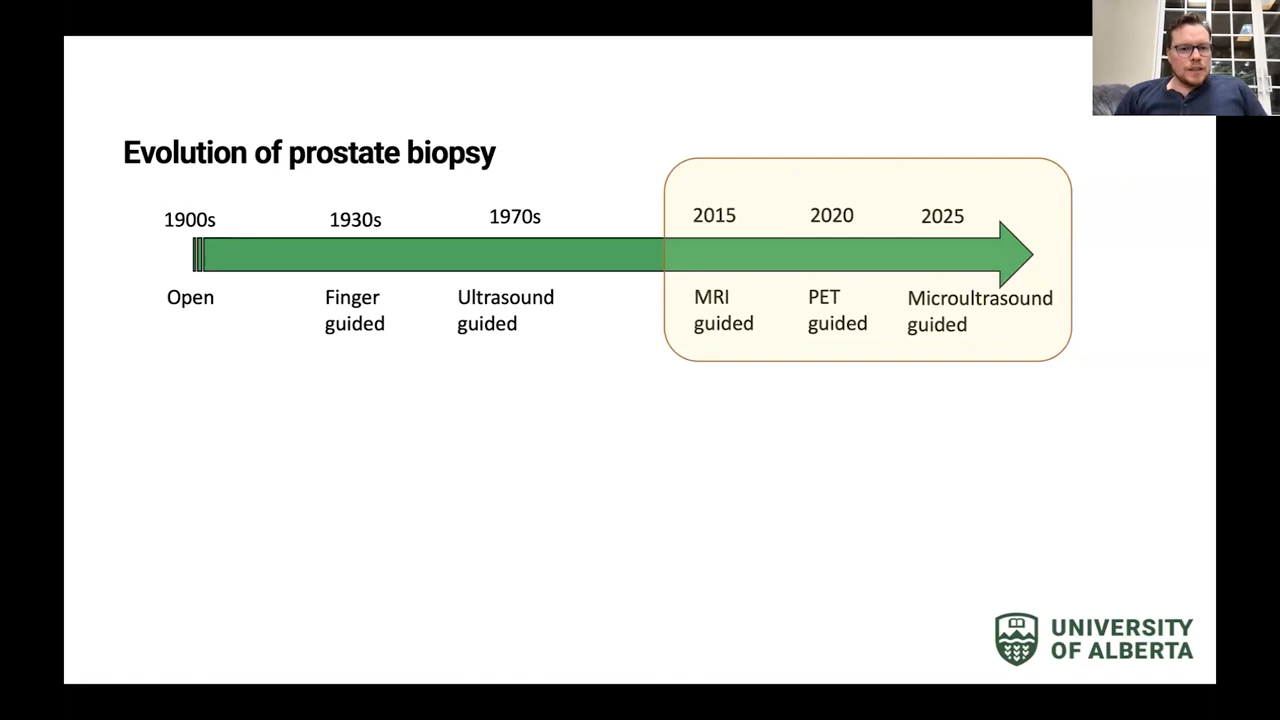 Evolution of prostate biopsy
1900s
1930s
1970s
2015
2020
2025
Open
Finger
guided
Ultrasound
guided
MRI
guided
PET
guided
Microultrasound
guided
UNIVERSITY
OF ALBERTA